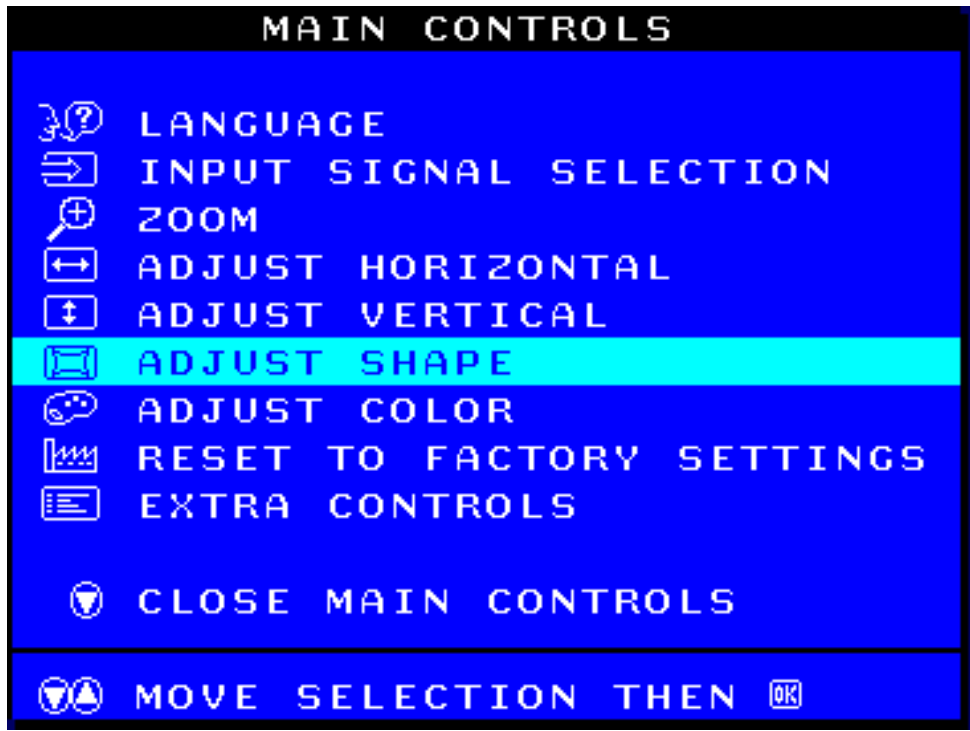 MAIN CONTROLS
LANGUAGE
INPUT SIGNAL SELECTION
ZOOM
ADJUST HORIZONTAL
ADJUST VERTICAL
ADJUST SHAPE
ADJUST COLOR
RESET TO FACTORY SETTINGS
EXTRA CONTROLS
CLOSE MAIN CONTROLS
MOVE SELECTION THEN OK